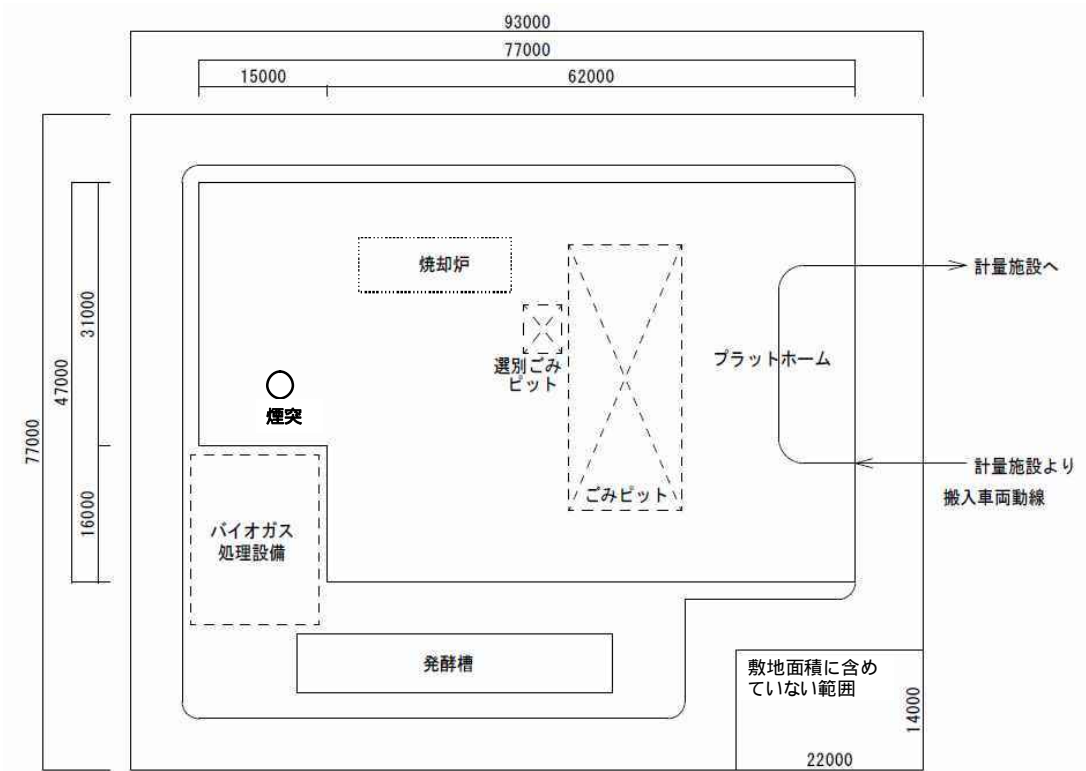 93000
77000
15000
62000
焼却炉
計量施設へ
31000
選別ごみ
ピット
プラットホーム
47000
煙突
77000
計量施設より
ごみピット
搬入車両動線
16000
バイオガス
処理設備
発酵槽
敷地面積に含め
ていない範囲
14000
22000